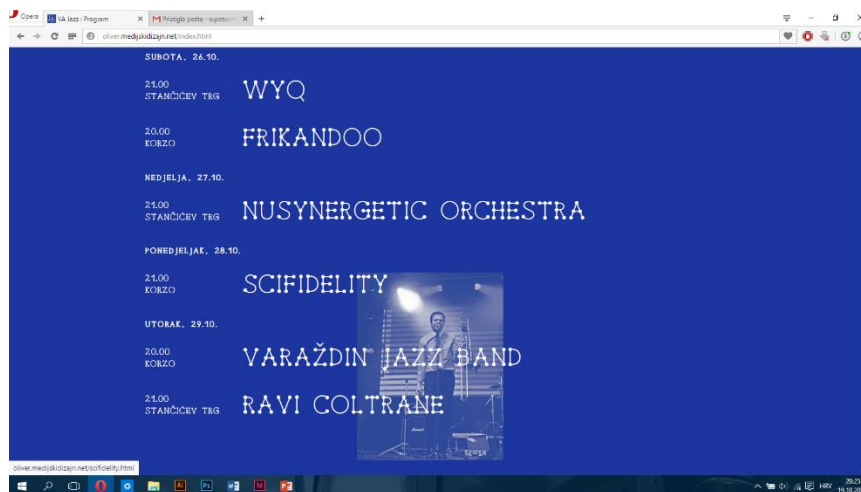 Opera
VA Jazz : Program
oliver.medijskidizajn.net/index.html
SUBOTA, 26.10.
21.00
STANČIĆEV TRG
WYQ
20.00
KORZO
FRIKANDOO
NEDJELJA, 27.10.
21.00
STANČIĆEV TRG
NUSYNERGETIC ORCHESTRA
PONEDJELJAK, 28.10.
21.00
KORZO
SCIFIDELITY
UTORAK, 29.10.
20.00
KORZO
VARAŽDIN JAZZ BAND
21.00
STANČIĆEV TRG
RAVI COLTRANE
oliver.medijskidizajn.net/scifidelity.html
Ai
Ps
Id
HRV